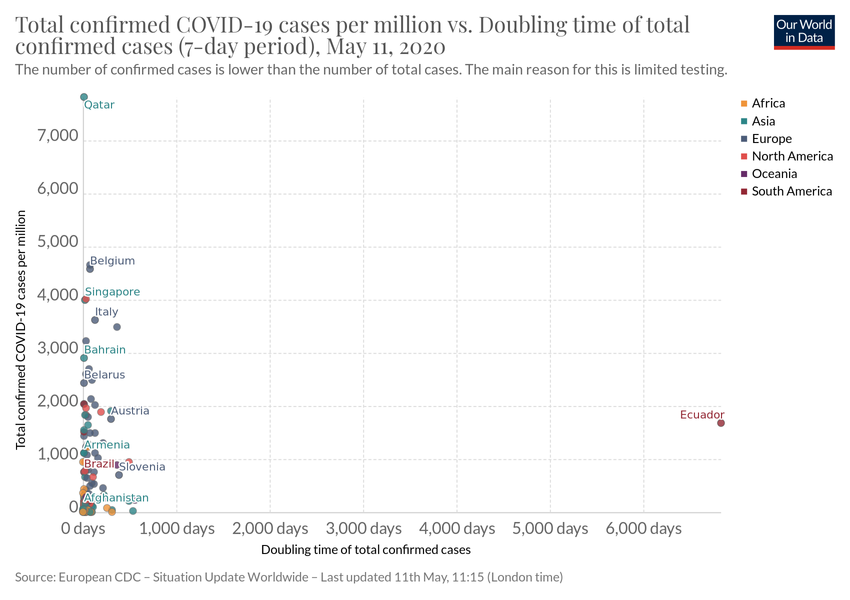 Total confirmed COVID-19 cases per million vs. Doubling time of total
confirmed cases (7-day period), May 11, 2020
Our World
in Data
The number of confirmed cases is lower than the number of total cases. The main reason for this is limited testing.
Qatar
Africa
Asia
Europe
North America
Oceania
South America
7,000
6,000
5,000
4,000
3,000
2,000
1,000
0
Total confirmed COVID-19 cases per million
Belgium
Singapore
Italy
Bahrain
Belarus
Austria
Ecuador
Armenia
Brazil
Slovenia
Afghanistan
0 days
1,000 days
2,000 days
3,000 days
4,000 days
5,000 days
6,000 days
Doubling time of total confirmed cases
Source: European CDC – Situation Update Worldwide – Last updated 11th May, 11:15 (London time)